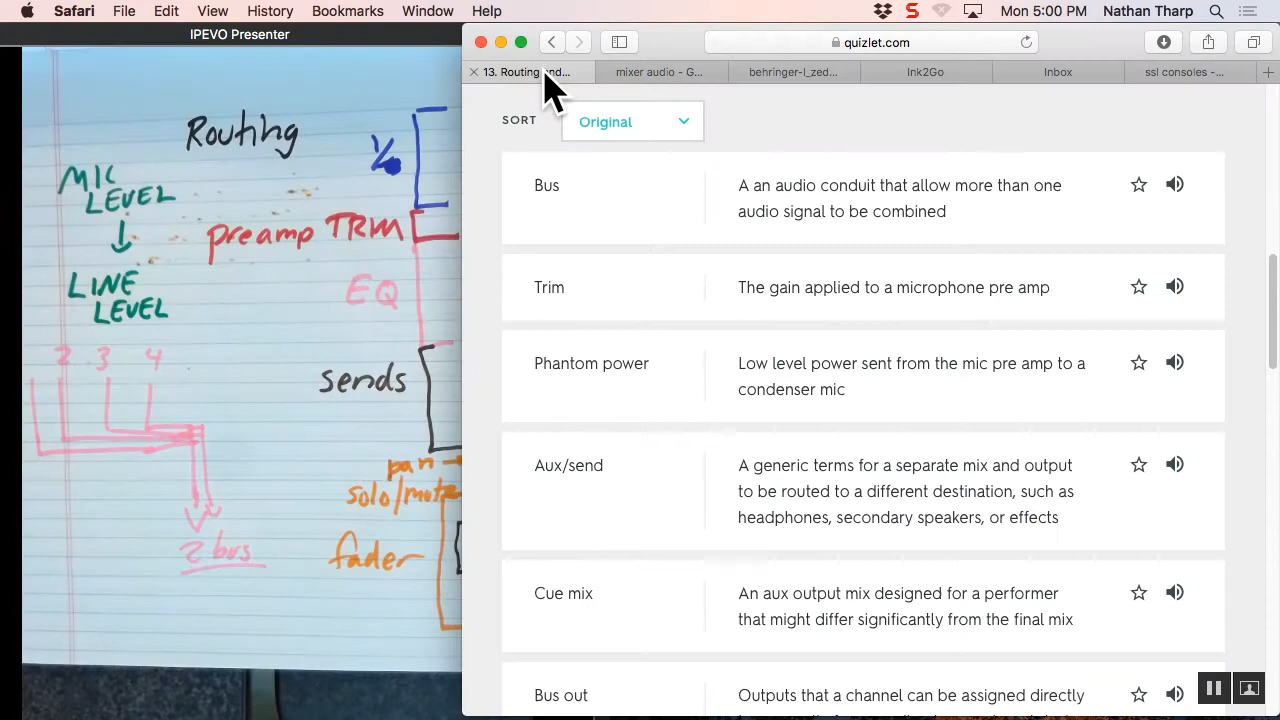 Safari File Edit View History Bookmarks Window Help Mon 5:00 PM Nathan Tharp
IPEVO Presenter
quizlet.com
13. Routing and...
mixer audio - G...
behringer-l_zed...
Ink2Go
Inbox
ssl consoles -...
Routing
MIC
LEVEL
LINE
LEVEL
preamp TRM
EQ
sends
pan
solo/mute
fader
2 3 4
2 bus
SORT Original
Bus
A an audio conduit that allow more than one
audio signal to be combined
Trim
The gain applied to a microphone pre amp
Phantom power
Low level power sent from the mic pre amp to a
condenser mic
Aux/send
A generic terms for a separate mix and output
to be routed to a different destination, such as
headphones, secondary speakers, or effects
Cue mix
An aux output mix designed for a performer
that might differ significantly from the final mix
Bus out
Outputs that a channel can be assigned directly